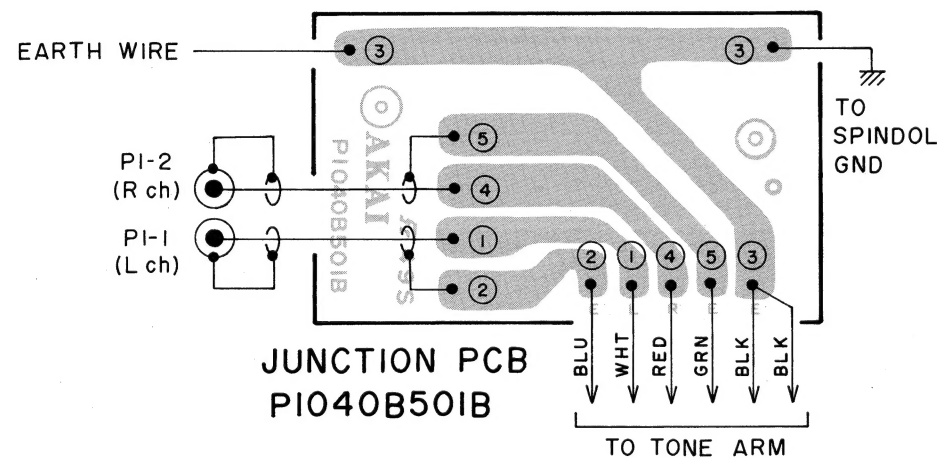 EARTH WIRE
3
3
TO
SPINDOL
GND
5
P1-2
(R ch)
4
AKAI
P1040B501B
P1-1
(L ch)
1
2
2
1
4
5
3
E
L
R
E
E
BLU
WHT
RED
GRN
BLK
BLK
JUNCTION PCB
P1040B501B
TO TONE ARM